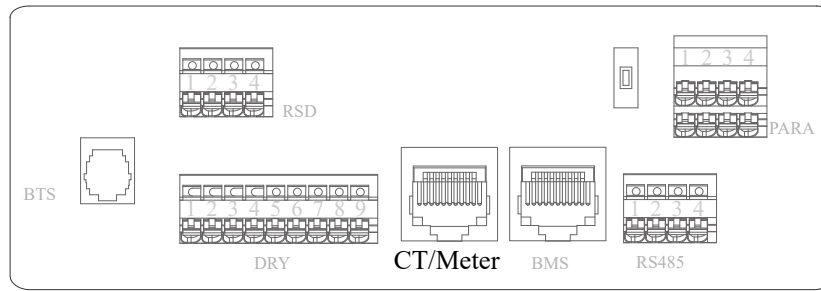 1 2 3 4
1 2 3 4
RSD
PARA
BTS
1 2 3 4 5 6 7 8 9
1 2 3 4
DRY
CT/Meter
BMS
RS485